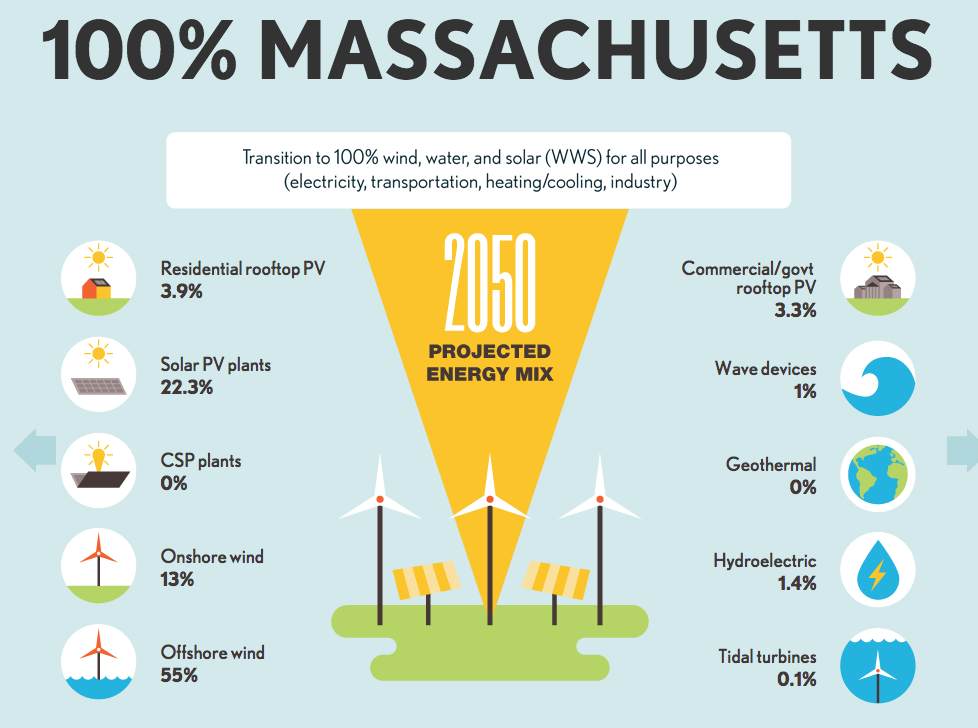 100% MASSACHUSETTS
Transition to 100% wind, water, and solar (WWS) for all purposes
(electricity, transportation, heating/cooling, industry)
2050
PROJECTED
ENERGY MIX
Residential rooftop PV
3.9%
Solar PV plants
22.3%
CSP plants
0%
Onshore wind
13%
Offshore wind
55%
Commercial/govt
rooftop PV
3.3%
Wave devices
1%
Geothermal
0%
Hydroelectric
1.4%
Tidal turbines
0.1%